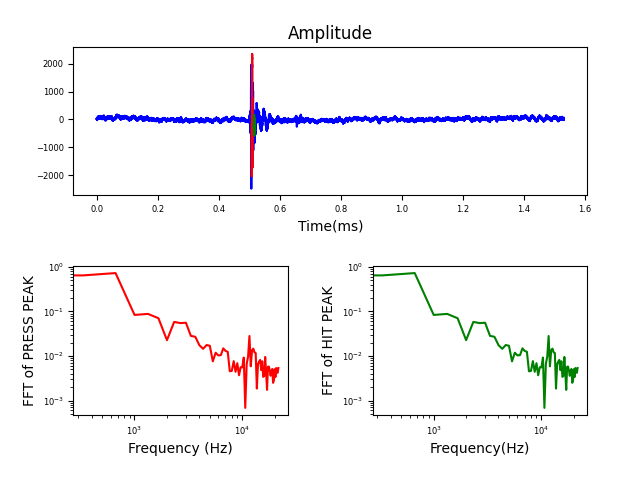 Amplitude
2000
1000
0
−1000
−2000
0.0 0.2 0.4 0.6 0.8 1.0 1.2 1.4 1.6
Time(ms)
FFT of PRESS PEAK
10⁰
10⁻¹
10⁻²
10⁻³
10³ 10⁴
Frequency (Hz)
FFT of HIT PEAK
10⁰
10⁻¹
10⁻²
10⁻³
10³ 10⁴
Frequency(Hz)